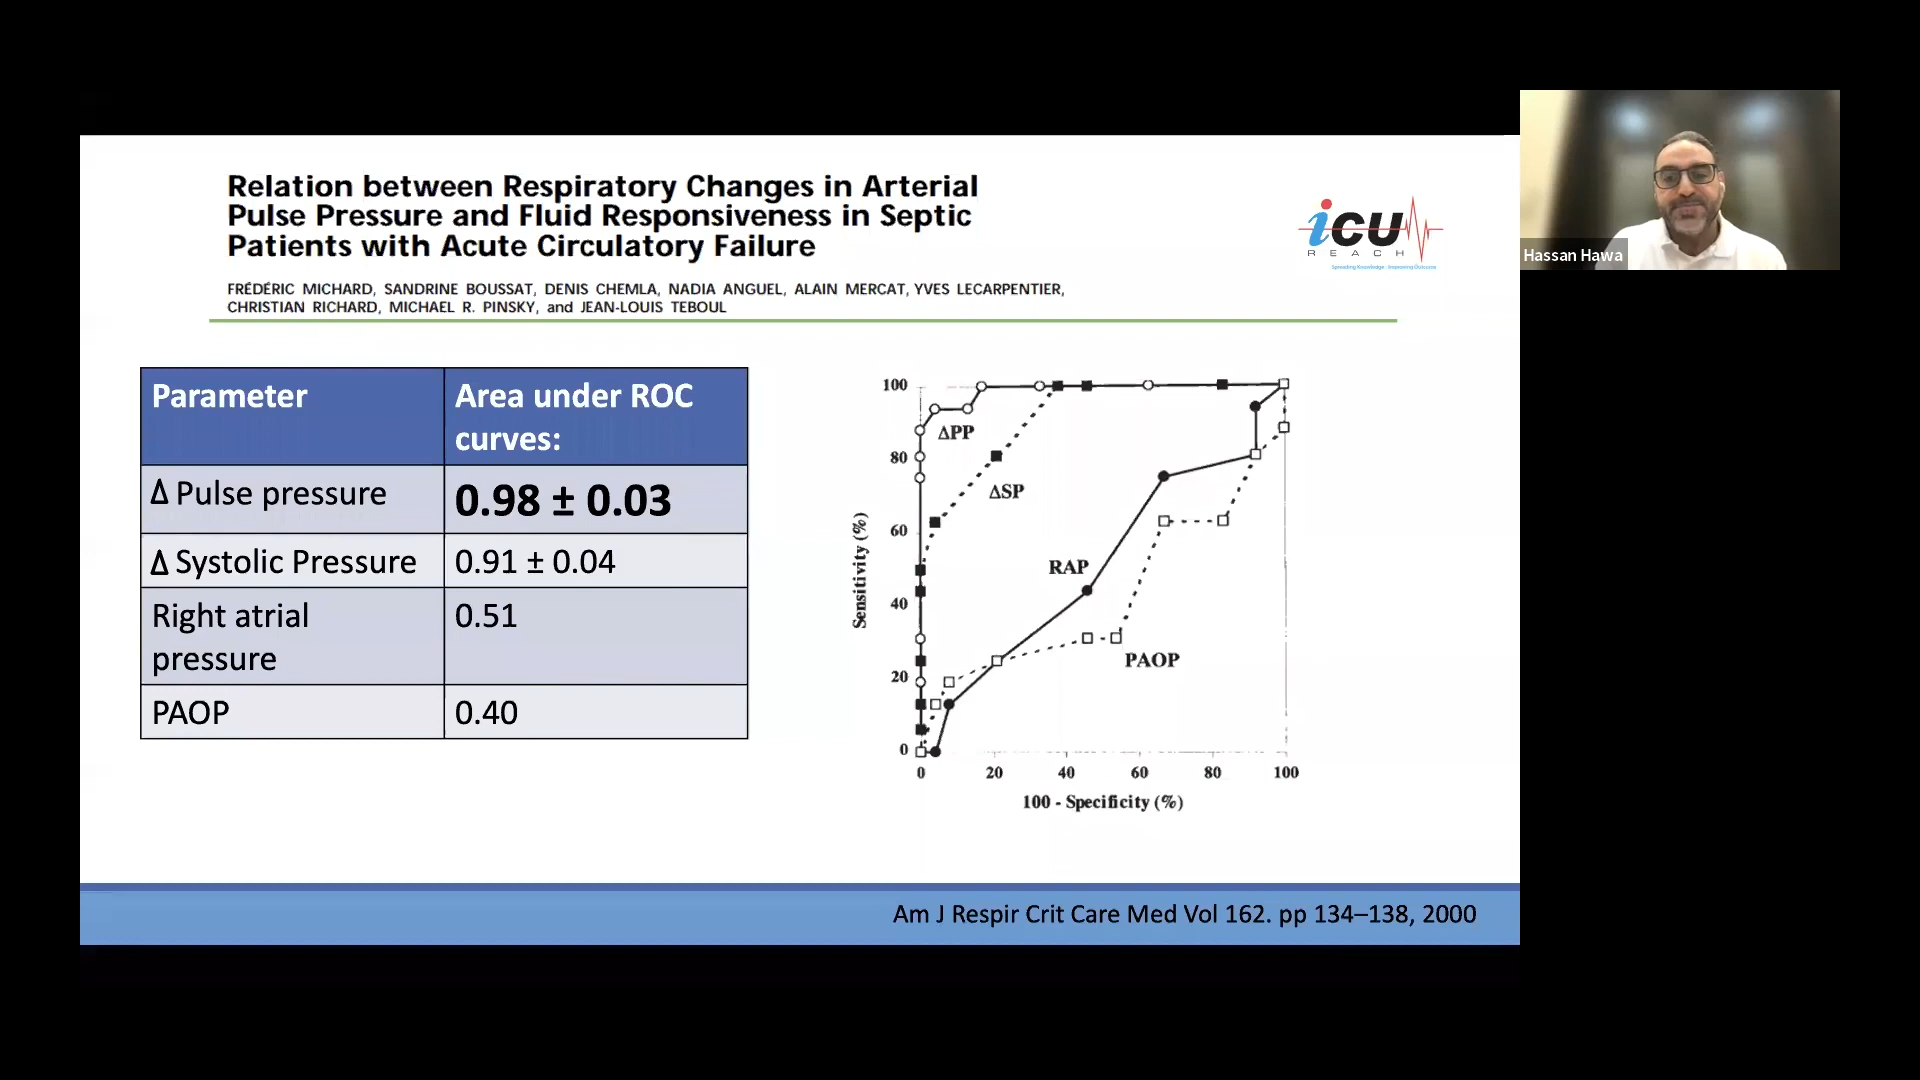 Relation between Respiratory Changes in Arterial
Pulse Pressure and Fluid Responsiveness in Septic
Patients with Acute Circulatory Failure
FRÉDÉRIC MICHARD, SANDRINE BOUSSAT, DENIS CHEMLA, NADIA ANGUEL, ALAIN MERCAT, YVES LECARPENTIER,
CHRISTIAN RICHARD, MICHAEL R. PINSKY, and JEAN-LOUIS TEBOUL
iCU
REACH
Spreading Knowledge - Improving Outcome
Hassan Hawa
Parameter
Area under ROC
curves:
Δ Pulse pressure
0.98 ± 0.03
Δ Systolic Pressure
0.91 ± 0.04
Right atrial
pressure
0.51
PAOP
0.40
100
80
60
40
20
0
Sensitivity (%)
ΔPP
ΔSP
RAP
PAOP
0 20 40 60 80 100
100 - Specificity (%)
Am J Respir Crit Care Med Vol 162. pp 134–138, 2000